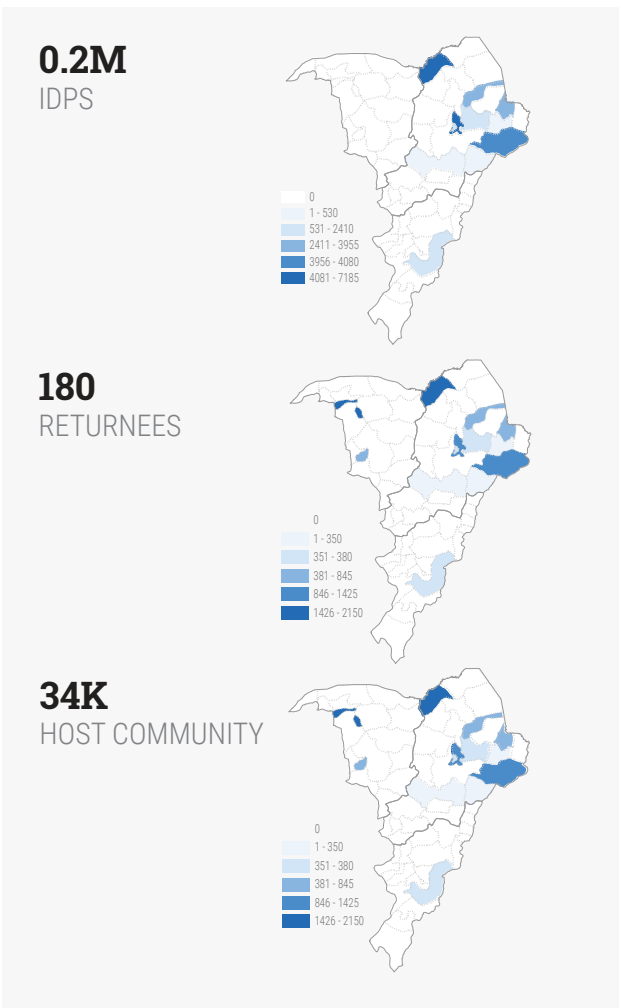 0.2M
IDPS
0
1 - 530
531 - 2410
2411 - 3955
3956 - 4080
4081 - 7185
180
RETURNEES
0
1 - 350
351 - 380
381 - 845
846 - 1425
1426 - 2150
34K
HOST COMMUNITY
0
1 - 350
351 - 380
381 - 845
846 - 1425
1426 - 2150